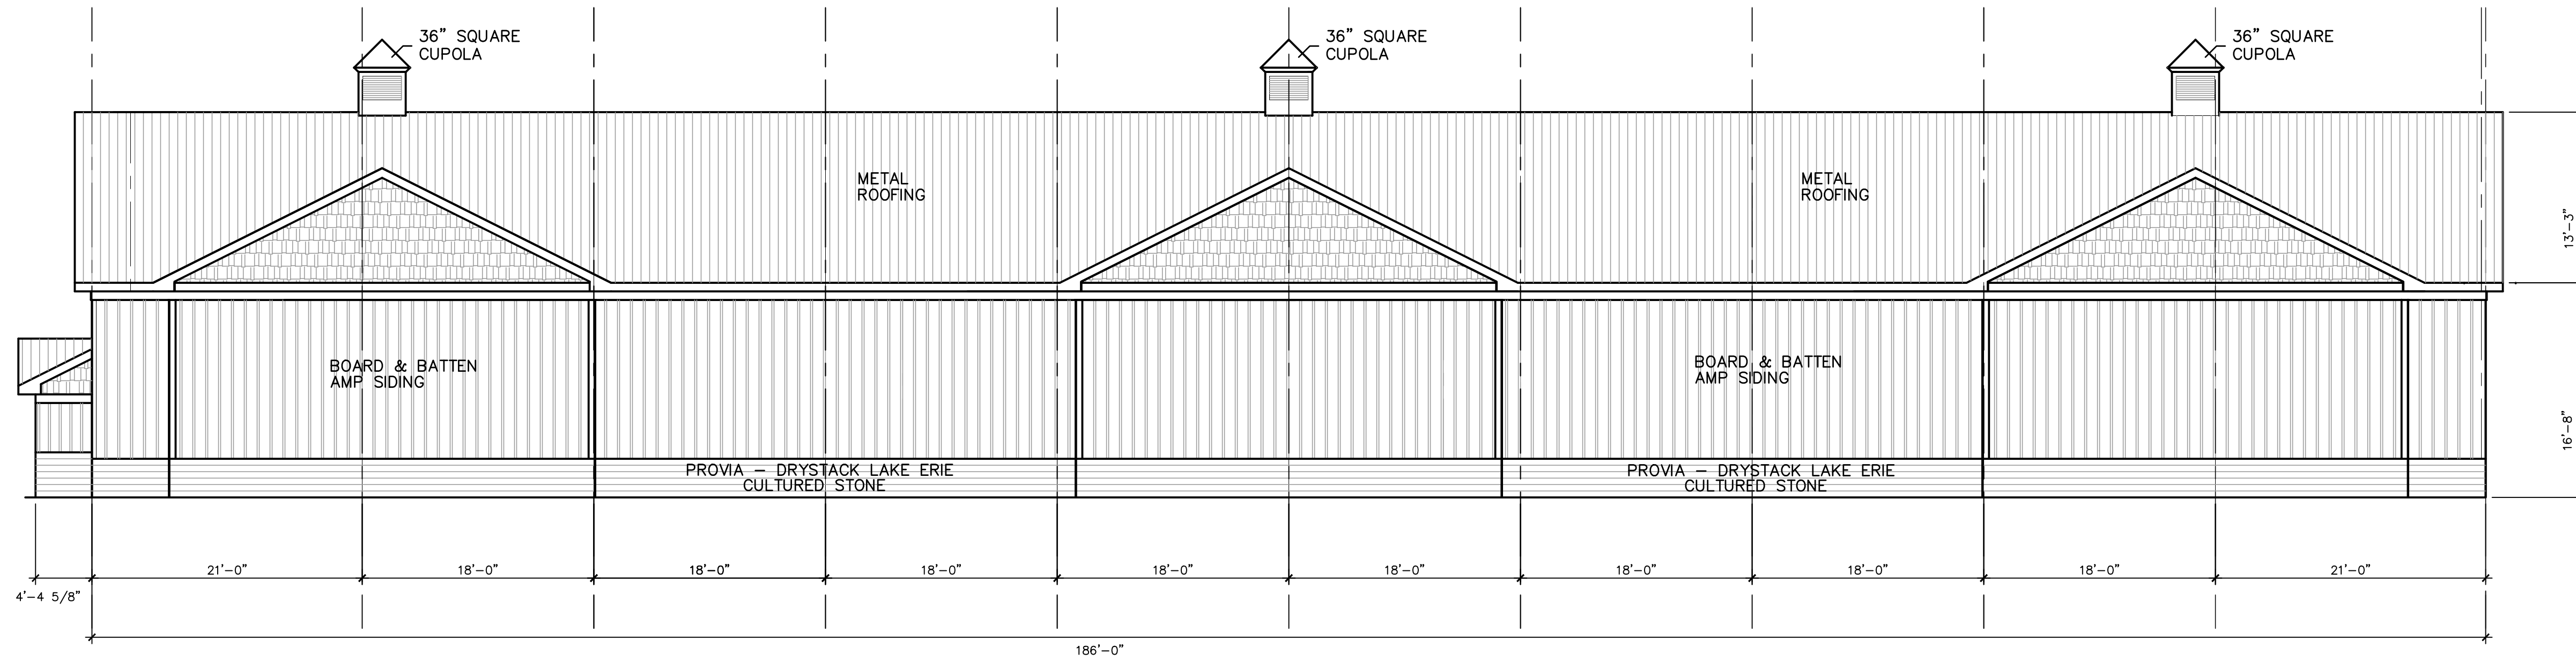 36” SQUARE
CUPOLA
36” SQUARE
CUPOLA
36” SQUARE
CUPOLA
METAL
ROOFING
METAL
ROOFING
13'-3"
BOARD & BATTEN
AMP SIDING
BOARD & BATTEN
AMP SIDING
16'-8"
PROVIA – DRYSTACK LAKE ERIE
CULTURED STONE
PROVIA – DRYSTACK LAKE ERIE
CULTURED STONE
21'-0"
18'-0"
18'-0"
18'-0"
18'-0"
18'-0"
18'-0"
18'-0"
18'-0"
21'-0"
4'-4 5/8"
186'-0"